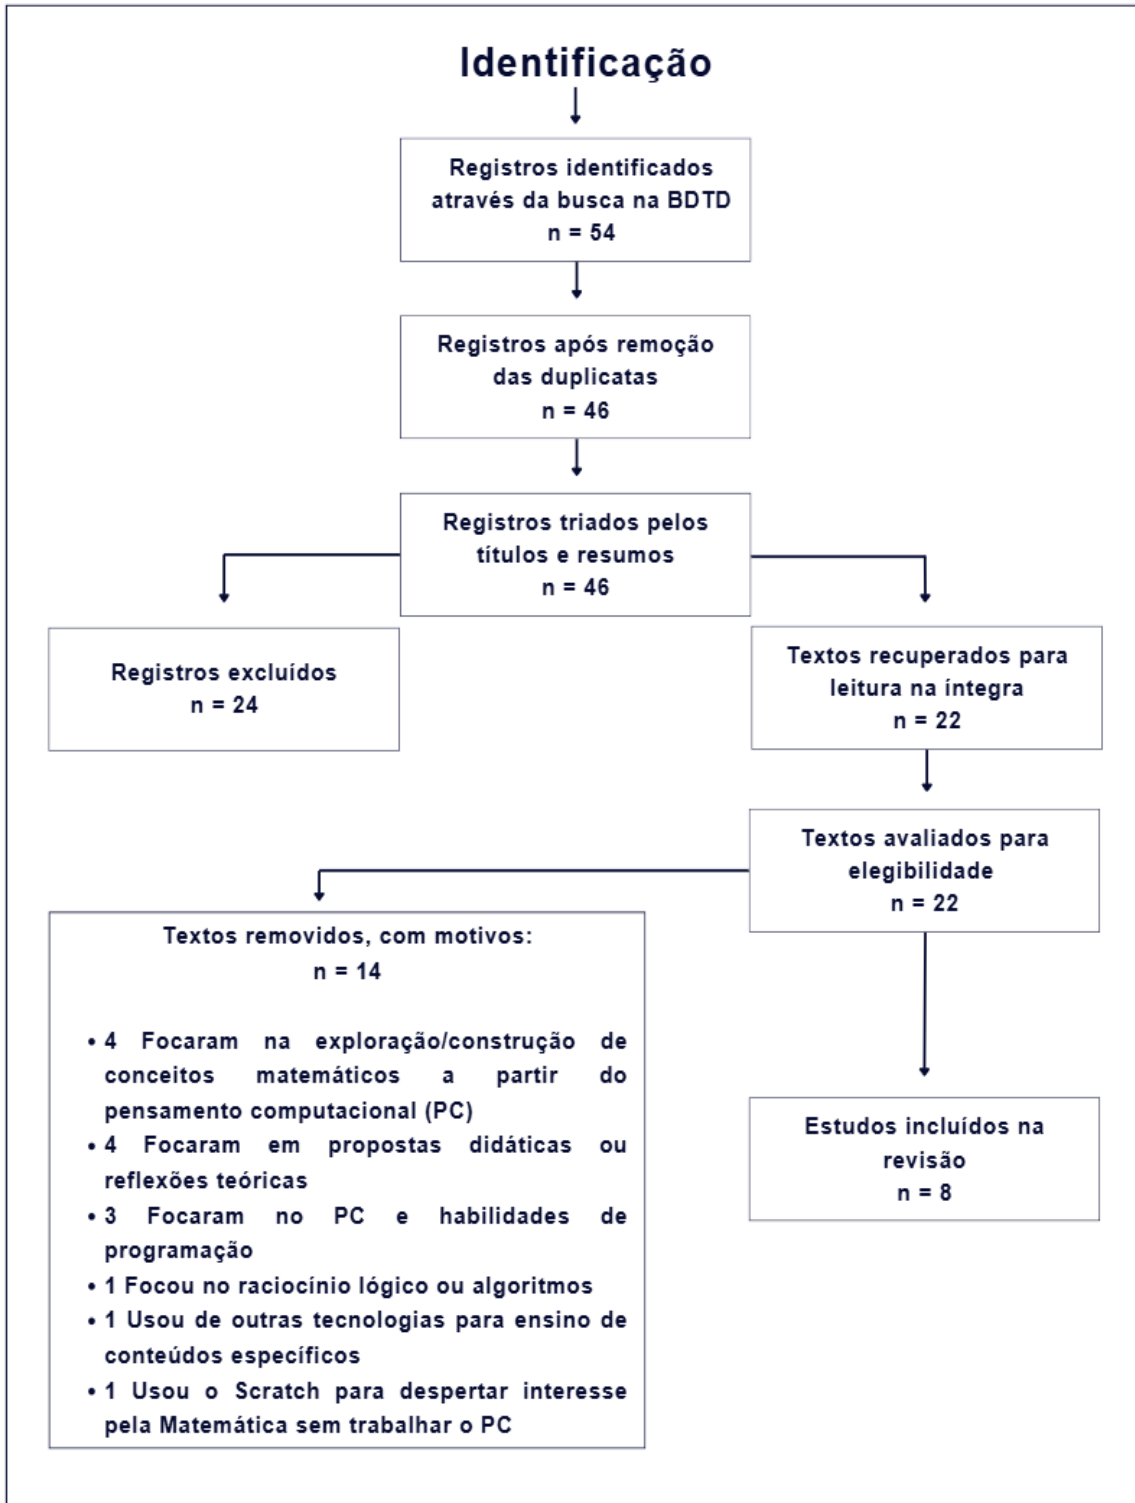 Identificação
Registros identificados
através da busca na BDTD
n = 54
Registros após remoção
das duplicatas
n = 46
Registros triados pelos
títulos e resumos
n = 46
Registros excluídos
n = 24
Textos recuperados para
leitura na íntegra
n = 22
Textos avaliados para
elegibilidade
n = 22
Textos removidos, com motivos:
n = 14
• 4 Focaram na exploração/construção de
conceitos matemáticos a partir do
pensamento computacional (PC)
• 4 Focaram em propostas didáticas ou
reflexões teóricas
• 3 Focaram no PC e habilidades de
programação
• 1 Focou no raciocínio lógico ou algoritmos
• 1 Usou de outras tecnologias para ensino de
conteúdos específicos
• 1 Usou o Scratch para despertar interesse
pela Matemática sem trabalhar o PC
Estudos incluídos na
revisão
n = 8